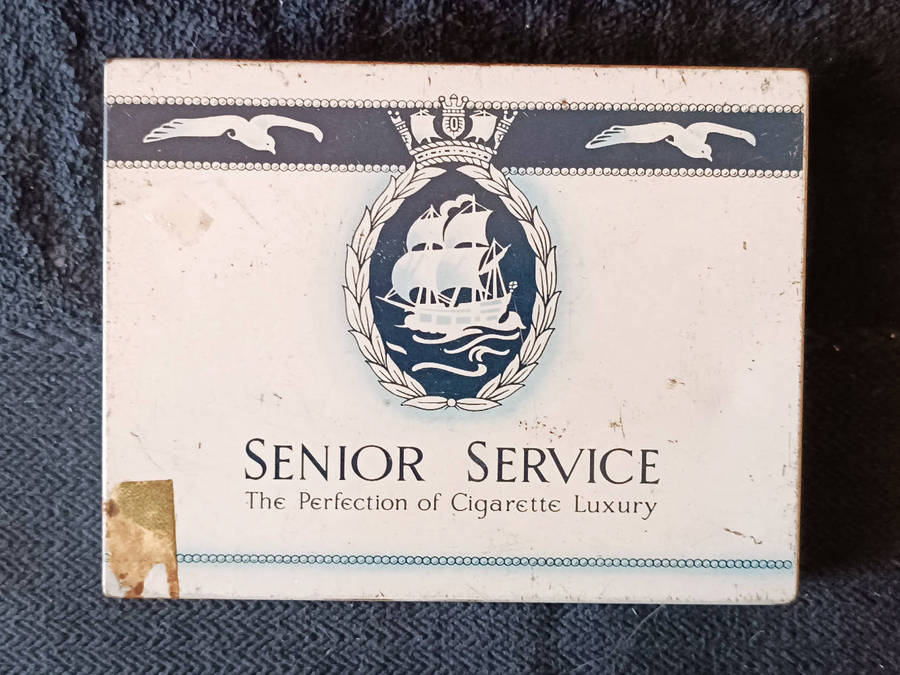 SENIOR SERVICE
The Perfection of Cigarette Luxury